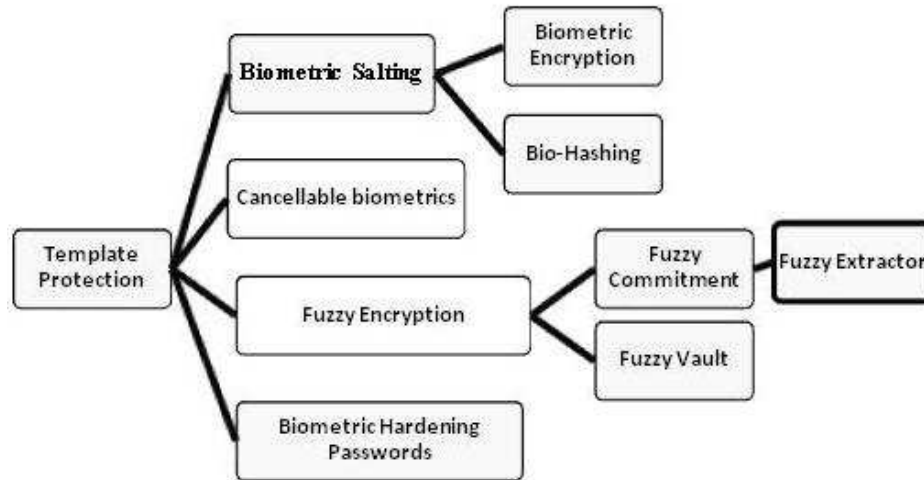 Biometric Salting
Biometric
Encryption
Bio-Hashing
Cancellable biometrics
Template
Protection
Fuzzy Encryption
Fuzzy
Commitment
Fuzzy Extractor
Fuzzy Vault
Biometric Hardening
Passwords